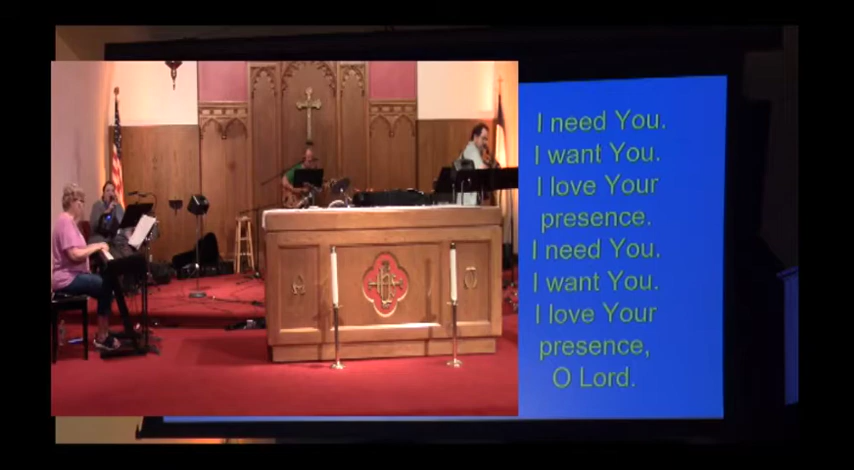 I need You.
I want You.
I love Your
presence.
I need You.
I want You.
I love Your
presence,
O Lord.